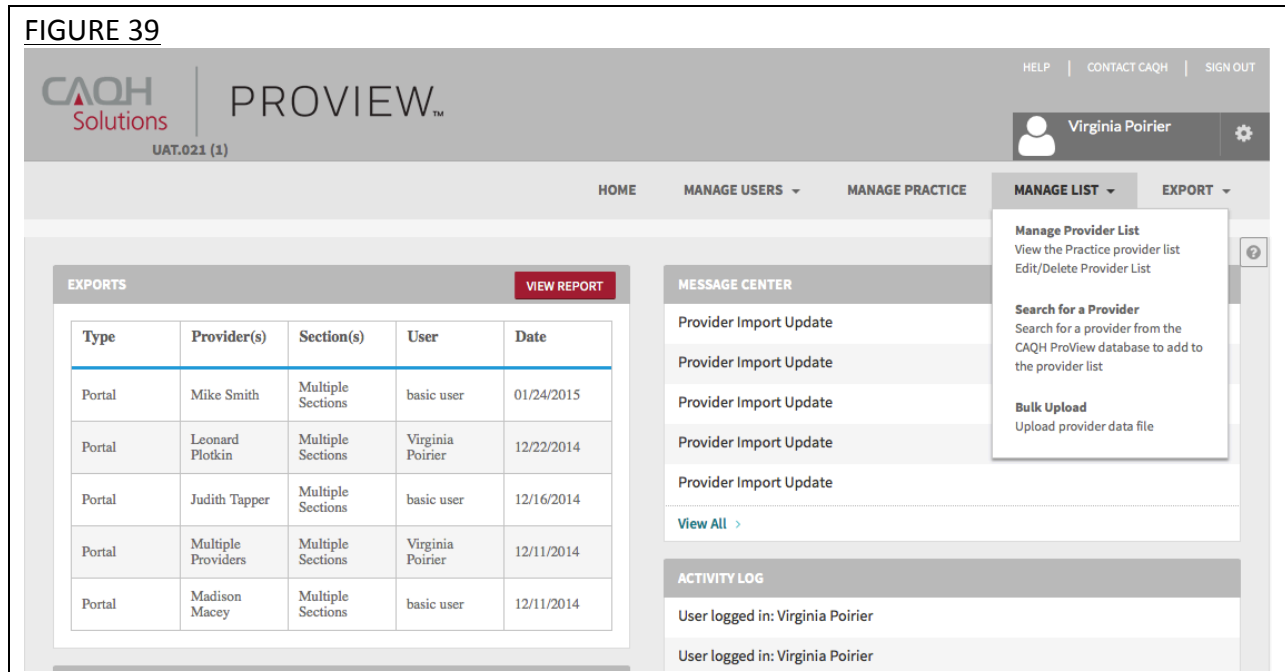 FIGURE 39
CAQH
Solutions
PROVIEW™
UAT.021 (1)
HELP | CONTACT CAQH | SIGN OUT
Virginia Poirier
HOME MANAGE USERS MANAGE PRACTICE MANAGE LIST EXPORT
Manage Provider List
View the Practice provider list
Edit/Delete Provider List
Search for a Provider
Search for a provider from the
CAQH ProView database to add to
the provider list
Bulk Upload
Upload provider data file
?
EXPORTS VIEW REPORT
Type Provider(s) Section(s) User Date
Portal Mike Smith Multiple Sections basic user 01/24/2015
Portal Leonard Plotkin Multiple Sections Virginia Poirier 12/22/2014
Portal Judith Tapper Multiple Sections basic user 12/16/2014
Portal Multiple Providers Multiple Sections Virginia Poirier 12/11/2014
Portal Madison Macey Multiple Sections basic user 12/11/2014
MESSAGE CENTER
Provider Import Update
Provider Import Update
Provider Import Update
Provider Import Update
Provider Import Update
View All >
ACTIVITY LOG
User logged in: Virginia Poirier
User logged in: Virginia Poirier